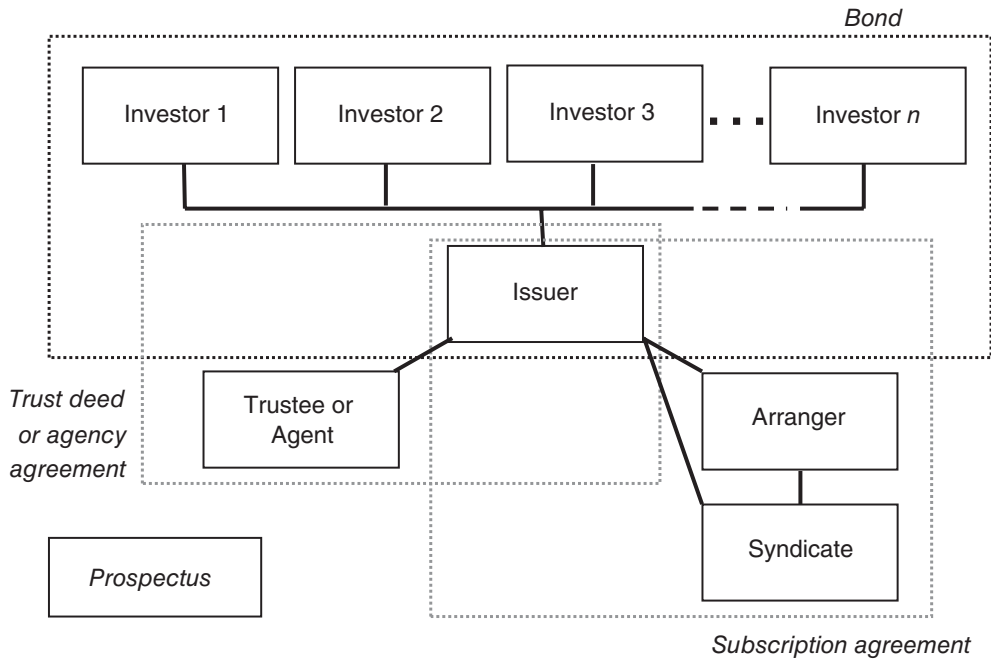 Bond
Investor 1
Investor 2
Investor 3
Investor n
Issuer
Trust deed
or agency
agreement
Trustee or
Agent
Arranger
Syndicate
Prospectus
Subscription agreement